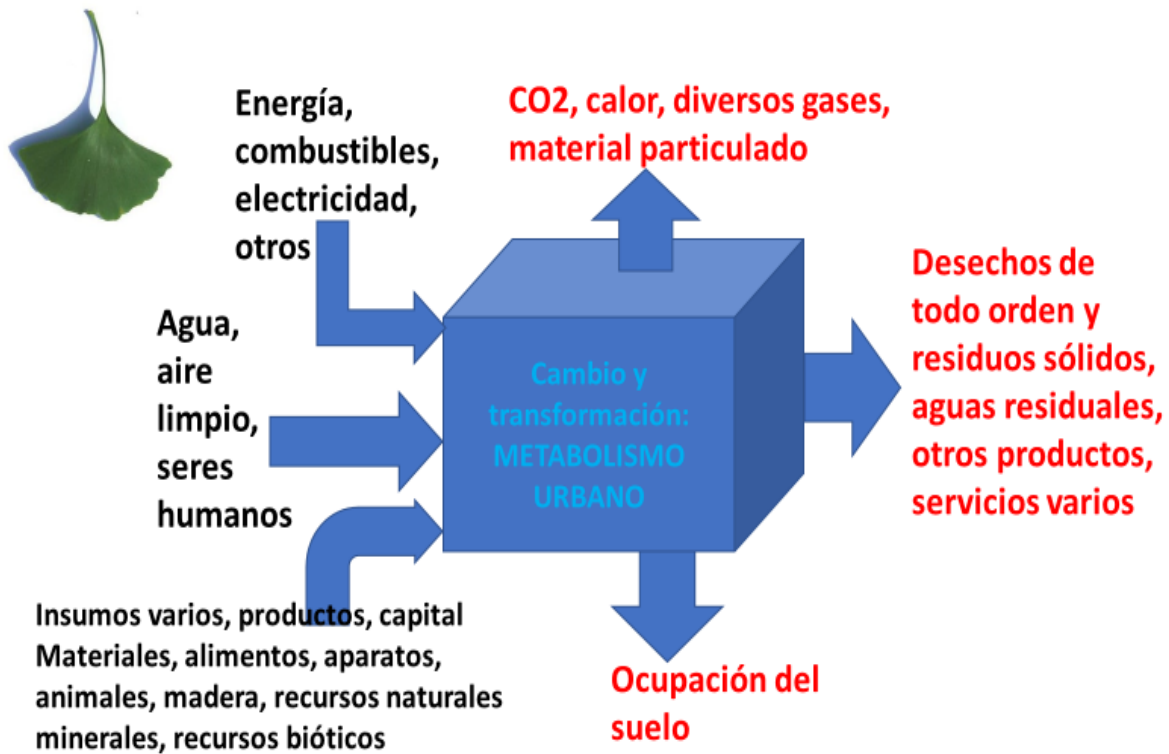 Energía,
combustibles,
electricidad,
otros
CO2, calor, diversos gases,
material particulado
Agua,
aire
limpio,
seres
humanos
Cambio y
transformación:
METABOLISMO
URBANO
Desechos de
todo orden y
residuos sólidos,
aguas residuales,
otros productos,
servicios varios
Insumos varios, productos, capital
Materiales, alimentos, aparatos,
animales, madera, recursos naturales
minerales, recursos bióticos
Ocupación del
suelo